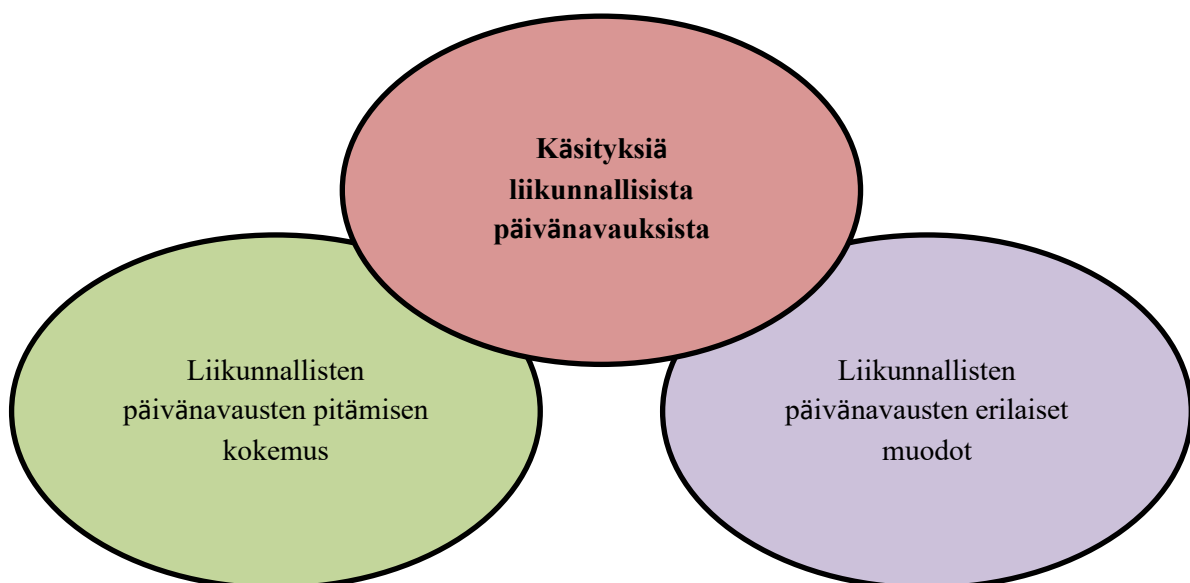 Käsityksiä
liikunnallisista
päivänavauksista
Liikunnallisten
päivänavausten pitämisen
kokemus
Liikunnallisten
päivänavausten erilaiset
muodot